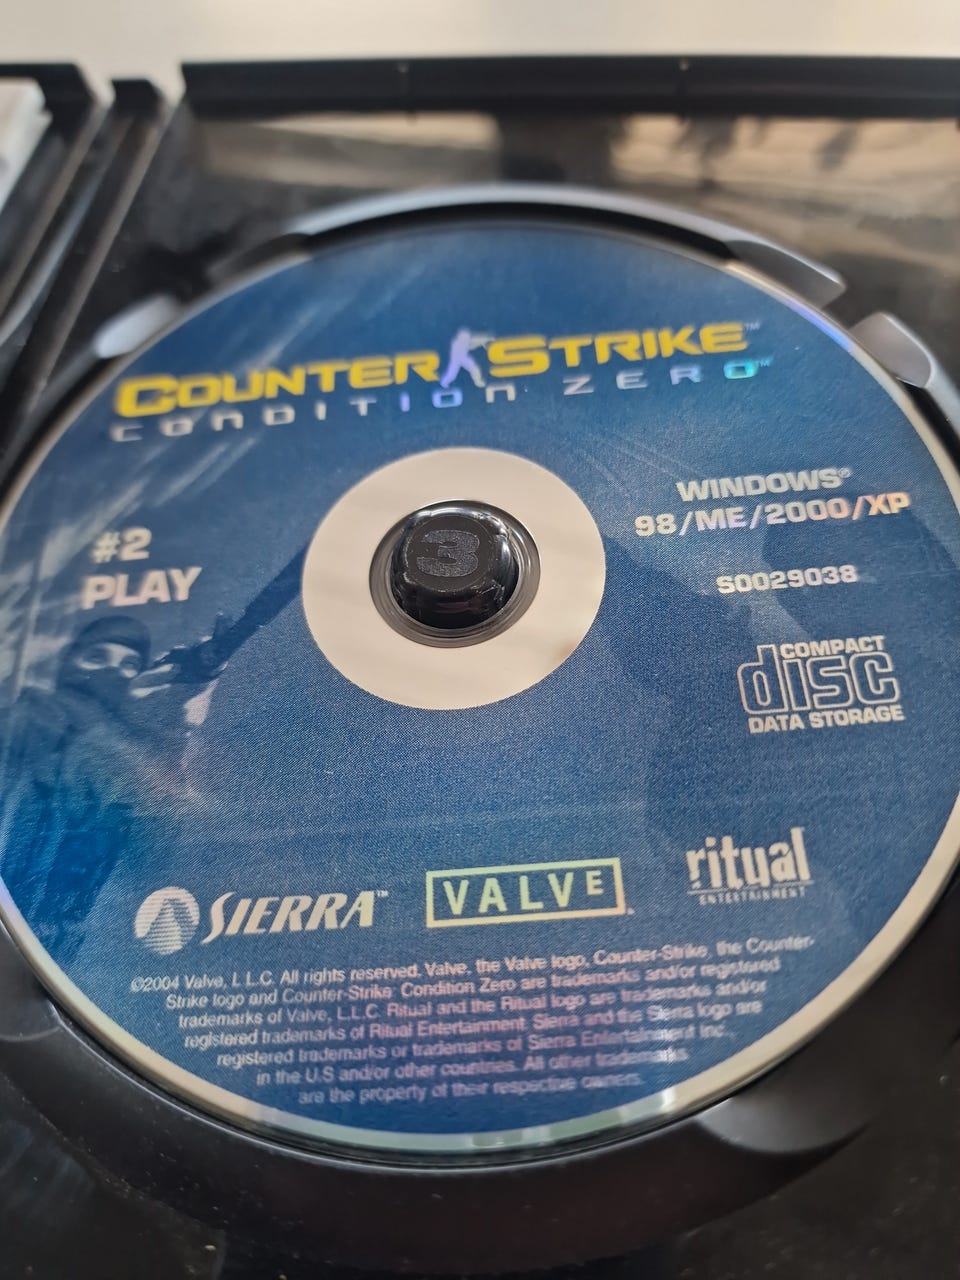 COUNTER STRIKE™
CONDITION ZERO™
#2
PLAY
WINDOWS®
98/ME/2000/XP
S0029038
3
COMPACT
disc
DATA STORAGE
SIERRA™
VALVE
ritual
ENTERTAINMENT
©2004 Valve, L.L.C. All rights reserved. Valve, the Valve logo, Counter-Strike, the Counter-
Strike logo and Counter-Strike: Condition Zero are trademarks and/or registered
trademarks of Valve, L.L.C. Ritual and the Ritual logo are trademarks and/or
registered trademarks of Ritual Entertainment. Sierra and the Sierra logo are
registered trademarks or trademarks of Sierra Entertainment Inc.,
in the U.S and/or other countries. All other trademarks
are the property of their respective owners.